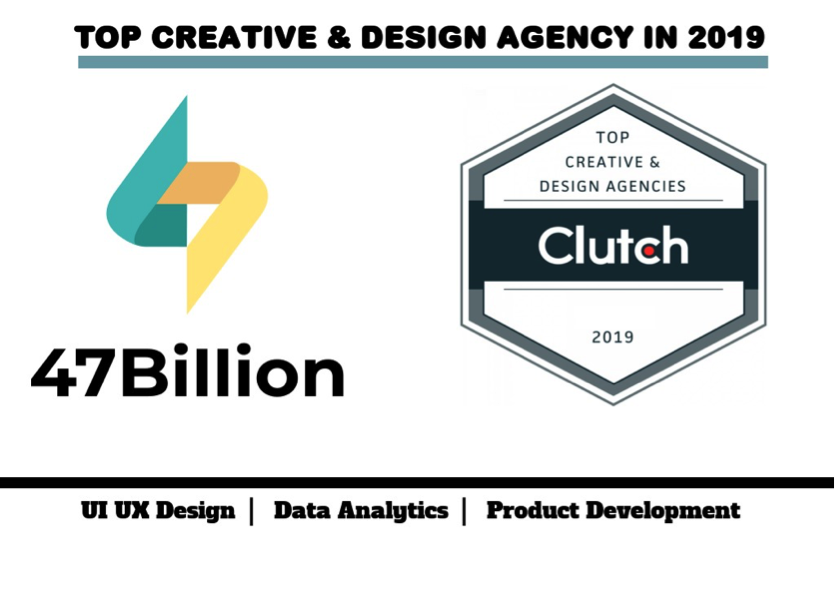 TOP CREATIVE & DESIGN AGENCY IN 2019
47Billion
TOP
CREATIVE &
DESIGN AGENCIES
Clutch
2019
UI UX Design | Data Analytics | Product Development